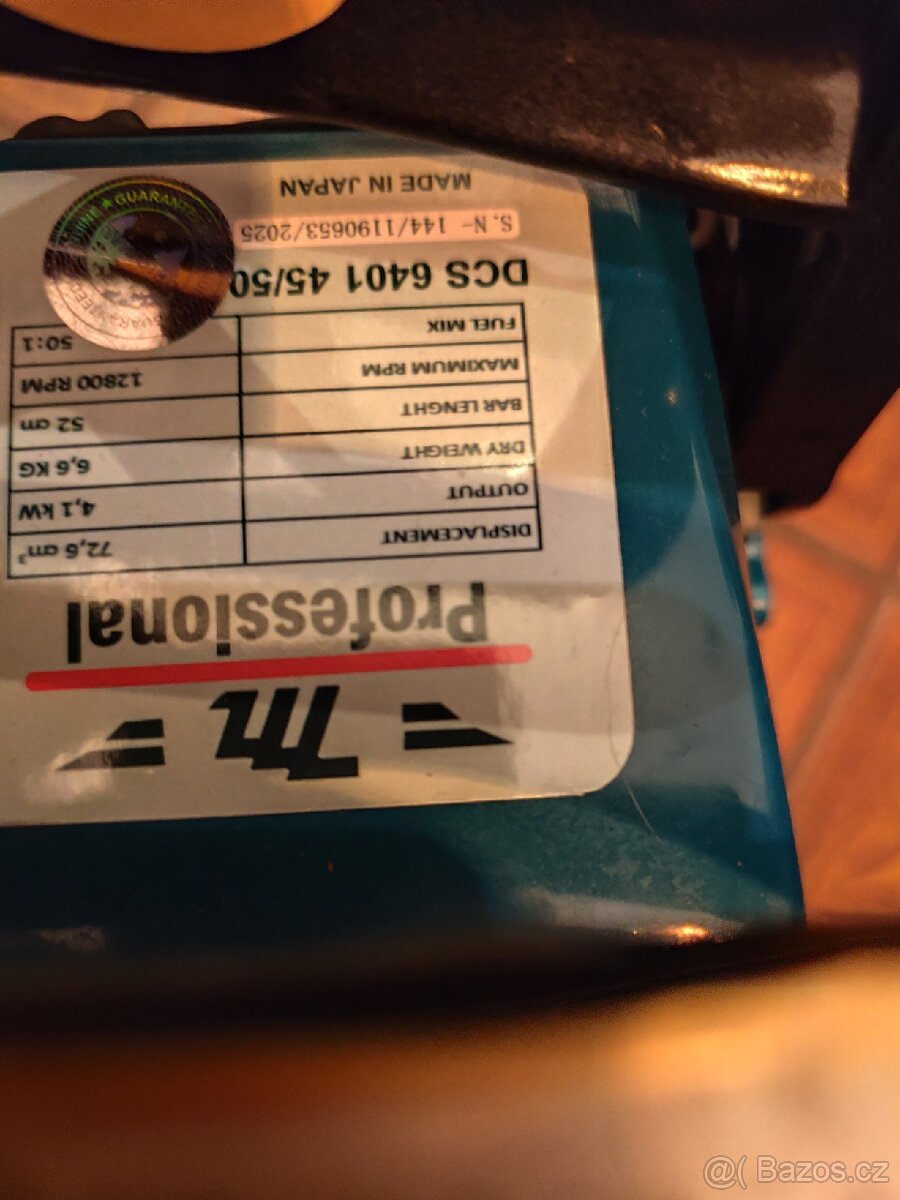 Professional
DISPLACEMENT 72,6 cm³
OUTPUT 4,1 kW
DRY WEIGHT 6,6 KG
BAR LENGHT 52 cm
MAXIMUM RPM 12800 RPM
FUEL MIX 50:1
DCS 6401 45/50
S.N- 144/1190653/2025
MADE IN JAPAN
★ GUARANTE
@( Bazos.cz